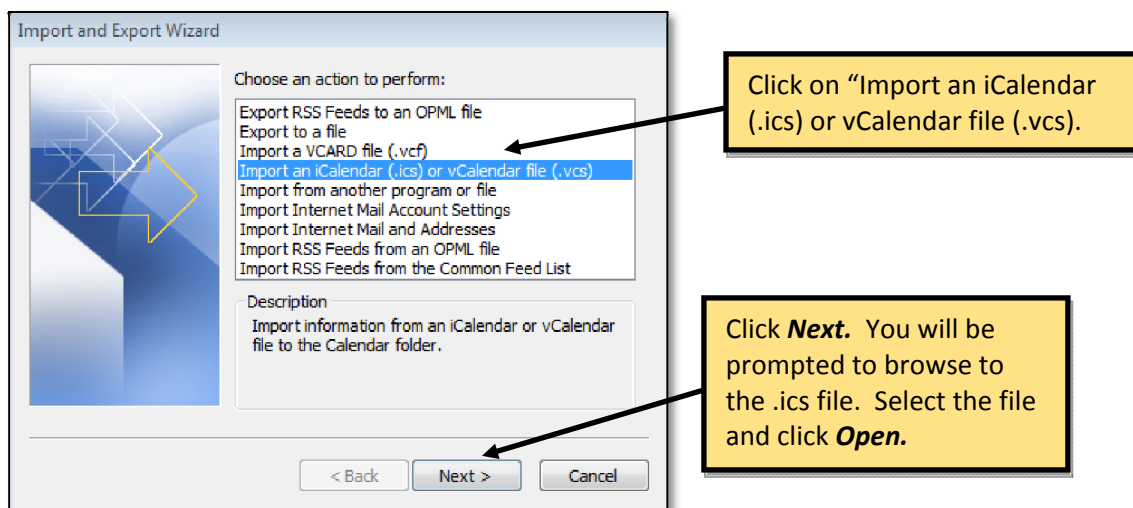 Import and Export Wizard
Choose an action to perform:
Export RSS Feeds to an OPML file
Export to a file
Import a VCARD file (.vcf)
Import an iCalendar (.ics) or vCalendar file (.vcs)
Import from another program or file
Import Internet Mail Account Settings
Import Internet Mail and Addresses
Import RSS Feeds from an OPML file
Import RSS Feeds from the Common Feed List
Description
Import information from an iCalendar or vCalendar
file to the Calendar folder.
< Back
Next >
Cancel
Click on “Import an iCalendar
(.ics) or vCalendar file (.vcs).
Click Next. You will be
prompted to browse to
the .ics file. Select the file
and click Open.